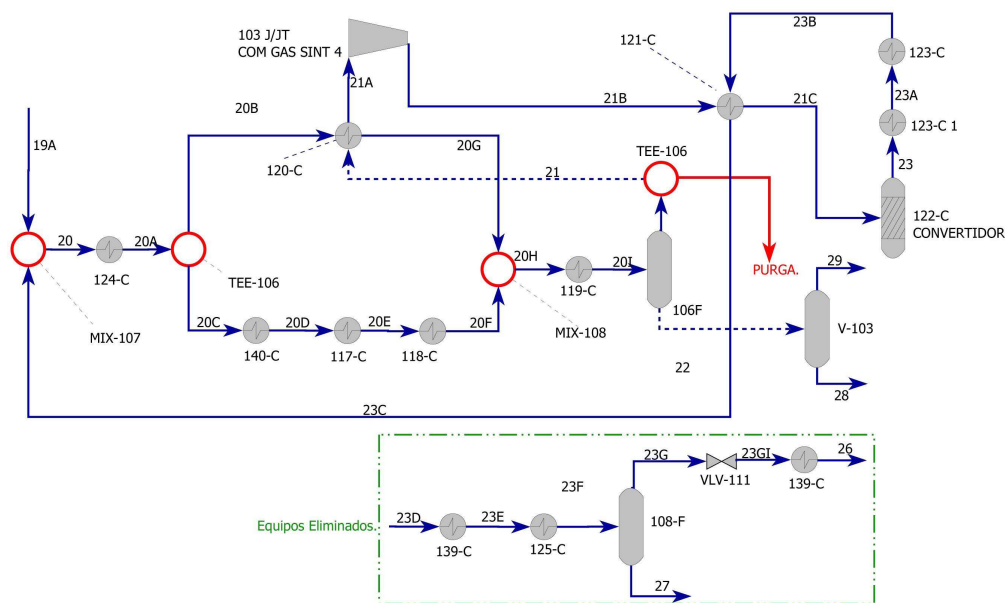 23B
121-C
103 J/JT
COM GAS SINT 4
123-C
21A
21B
21C
23A
20B
123-C 1
19A
20G
TEE-106
23
120-C
21
122-C
CONVERTIDOR
20
20A
124-C
TEE-106
20H
20I
PURGA.
29
119-C
106F
MIX-107
MIX-108
20C
20D
20E
20F
V-103
140-C
117-C
118-C
22
28
23C
23G
23GI
26
VLV-111
139-C
23F
Equipos Eliminados.
23D
23E
108-F
139-C
125-C
27